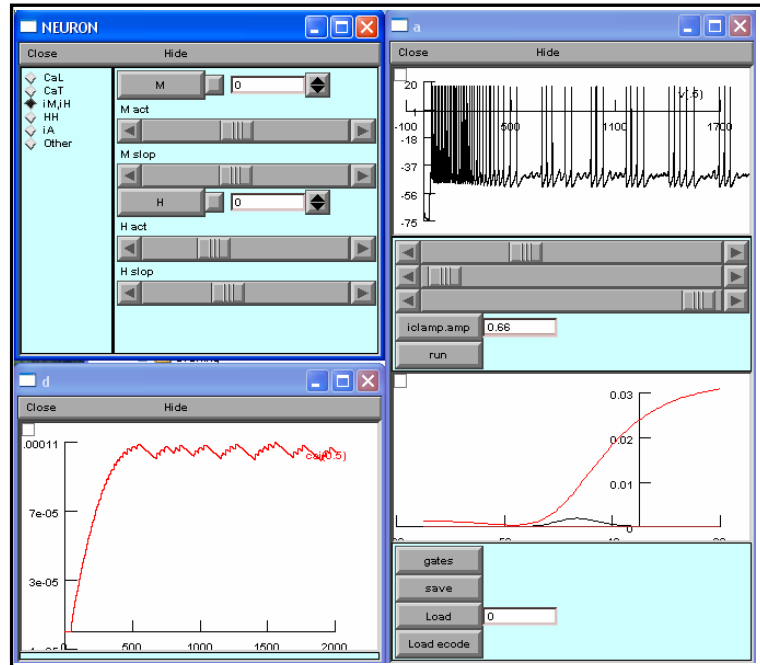 NEURON
Close Hide
CaL
CaT
iM,iH
HH
iA
Other
M 0
M act
M slop
H 0
H act
H slop
a
Close Hide
20
v(.5)
1
-100 500 1100 1700
-18
-37
-56
-75
iclamp.amp 0.66
run
0.03
0.02
0.01
0
gates
save
Load 0
Load ecode
d
Close Hide
.00011
7e-05
3e-05
0 500 1000 1500 2000